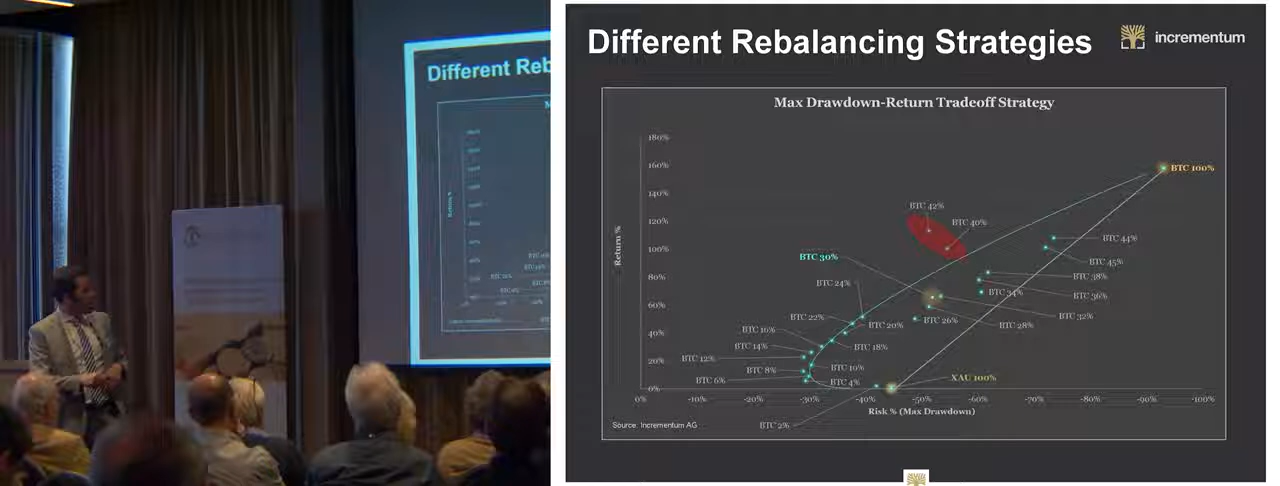 Different Reb
Different Rebalancing Strategies
incrementum
Max Drawdown-Return Tradeoff Strategy
180%
160%
140%
120%
100%
80%
60%
40%
20%
0%
Return %
BTC 100%
BTC 42%
BTC 40%
BTC 44%
BTC 45%
BTC 30%
BTC 38%
BTC 24%
BTC 34%
BTC 36%
BTC 22%
BTC 20%
BTC 26%
BTC 32%
BTC 28%
BTC 16%
BTC 14%
BTC 18%
BTC 12%
BTC 8%
BTC 10%
BTC 6%
BTC 4%
XAU 100%
0%
-10%
-20%
-30%
-40%
-50%
-60%
-70%
-80%
-90%
-100%
Risk % (Max Drawdown)
Source: Incrementum AG
BTC 2%